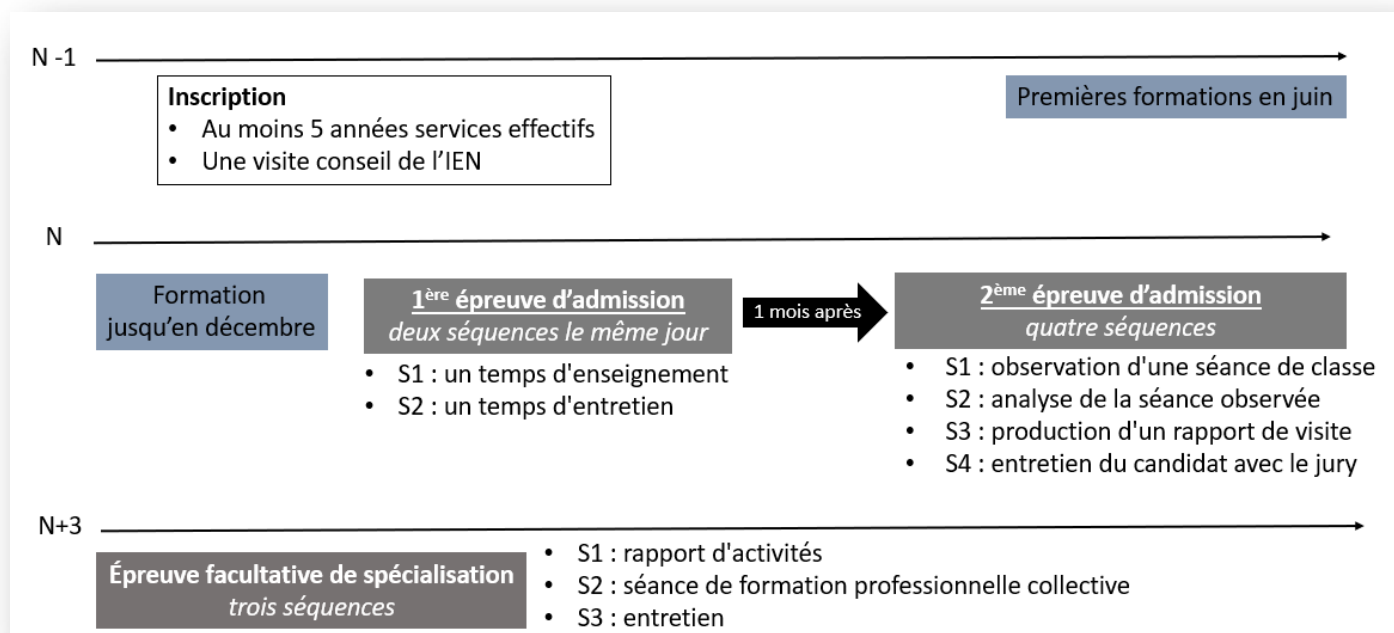 N -1
Inscription
• Au moins 5 années services effectifs
• Une visite conseil de l'IEN
Premières formations en juin
N
Formation
jusqu'en décembre
1ère épreuve d'admission
deux séquences le même jour
• S1 : un temps d'enseignement
• S2 : un temps d'entretien
1 mois après
2ème épreuve d'admission
quatre séquences
• S1 : observation d'une séance de classe
• S2 : analyse de la séance observée
• S3 : production d'un rapport de visite
• S4 : entretien du candidat avec le jury
N+3
Épreuve facultative de spécialisation
trois séquences
• S1 : rapport d'activités
• S2 : séance de formation professionnelle collective
• S3 : entretien